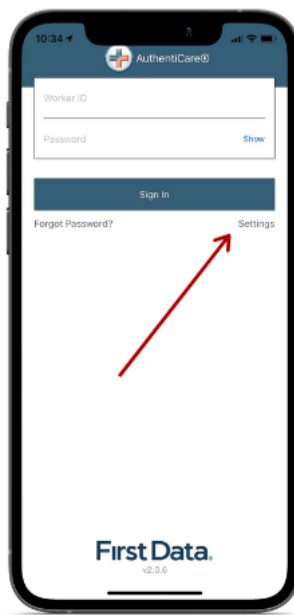 10:34
AuthentiCare®
Worker ID
Password Show
Sign In
Forgot Password? Settings
First Data.
v2.0.6